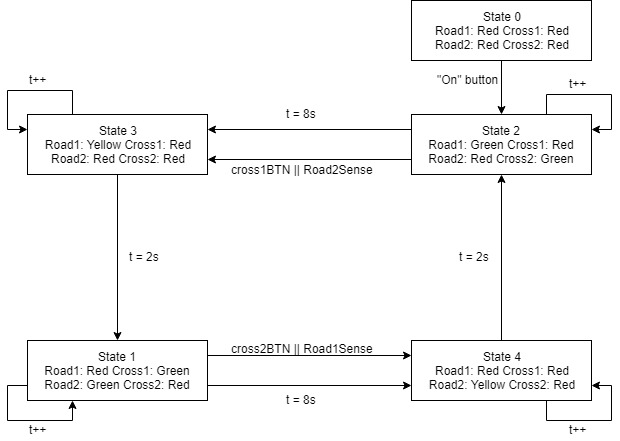 State 0
Road1: Red Cross1: Red
Road2: Red Cross2: Red
"On" button
t++
t++
State 3
Road1: Yellow Cross1: Red
Road2: Red Cross2: Red
t = 8s
cross1BTN || Road2Sense
State 2
Road1: Green Cross1: Red
Road2: Red Cross2: Green
t = 2s
t = 2s
State 1
Road1: Red Cross1: Green
Road2: Green Cross2: Red
cross2BTN || Road1Sense
t = 8s
State 4
Road1: Red Cross1: Red
Road2: Yellow Cross2: Red
t++
t++